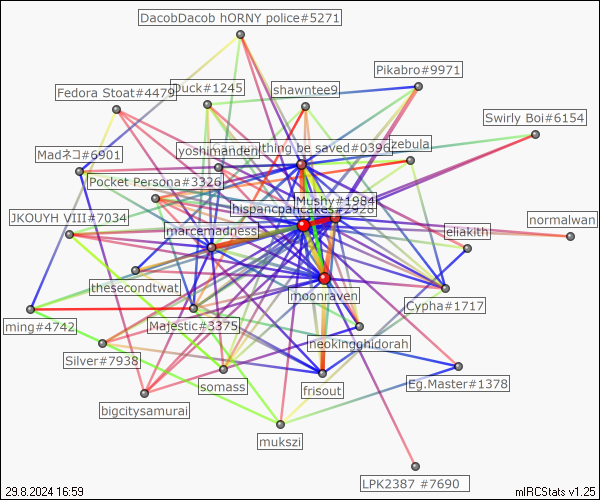 DacobDacob hORNY police#5271
Pikabro#9971
Fedora Stoat#4479
Duck#1245
shawntee9
Swirly Boi#6154
Madネコ#6901
yoshimanden
thing be saved#0396
zebula
Pocket Persona#3326
Mushy#1984
hispancpancakes#2928
JKOUYH VIII#7034
marcemadness
normalwan
eliakith
thesecondtwat
moonraven
Cypha#1717
ming#4742
Majestic#3375
neokingghidorah
Silver#7938
somass
frisout
Eg.Master#1378
bigcitysamurai
mukszi
LPK2387 #7690
29.8.2024 16:59
mIRCStats v1.25